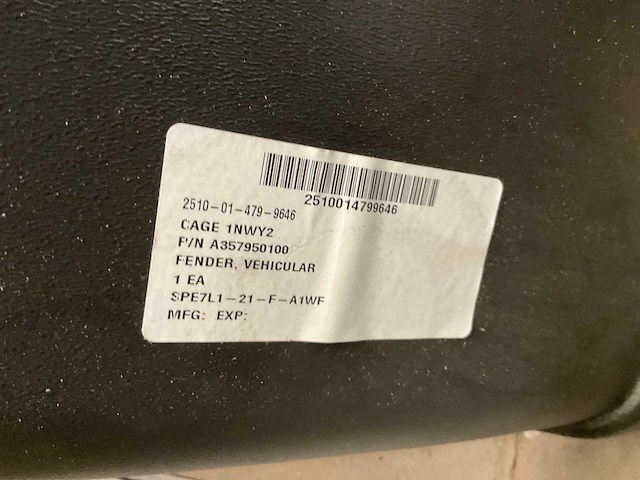 2510014799646
2510-01-479-9646
CAGE 1NWY2
P/N A357950100
FENDER, VEHICULAR
1 EA
SPE7L1-21-F-A1WF
MFG: EXP: